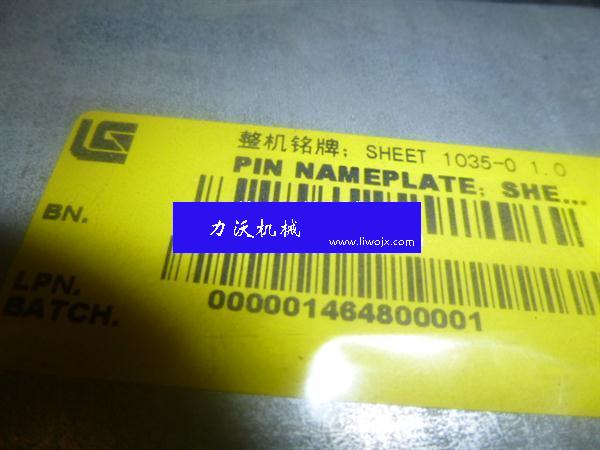 LG
整机铭牌; SHEET 1035-0 1.0
PIN NAMEPLATE; SHE...
BN.
力沃机械
www.liwojx.com
LPN.
BATCH.
000001464800001